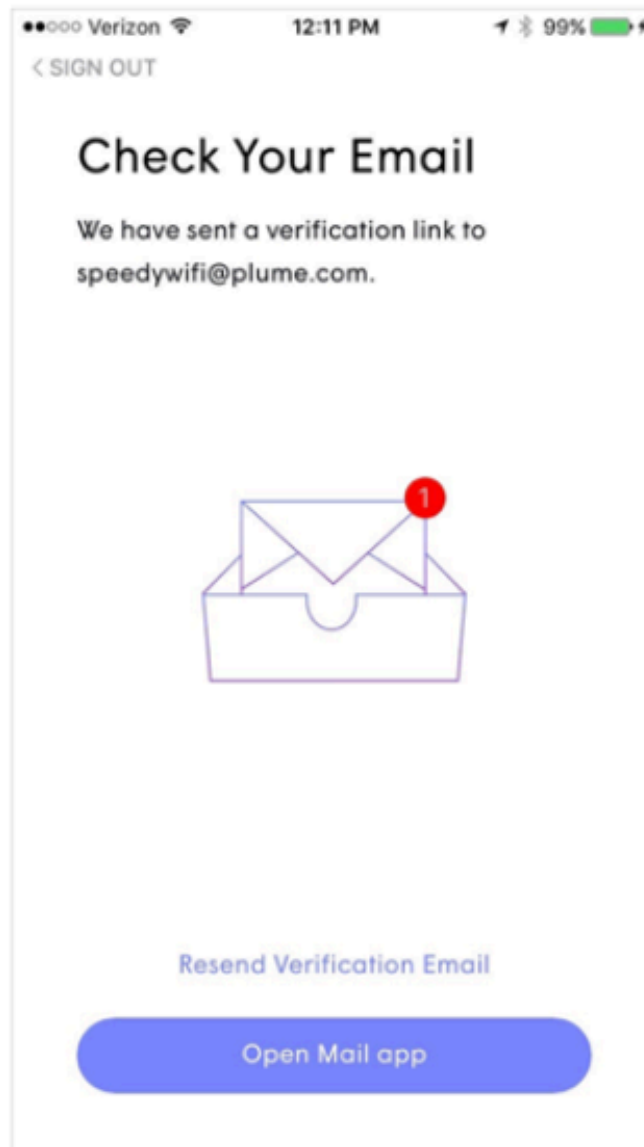 Verizon 12:11 PM 99%
< SIGN OUT
Check Your Email
We have sent a verification link to
speedywifi@plume.com.
1
Resend Verification Email
Open Mail app